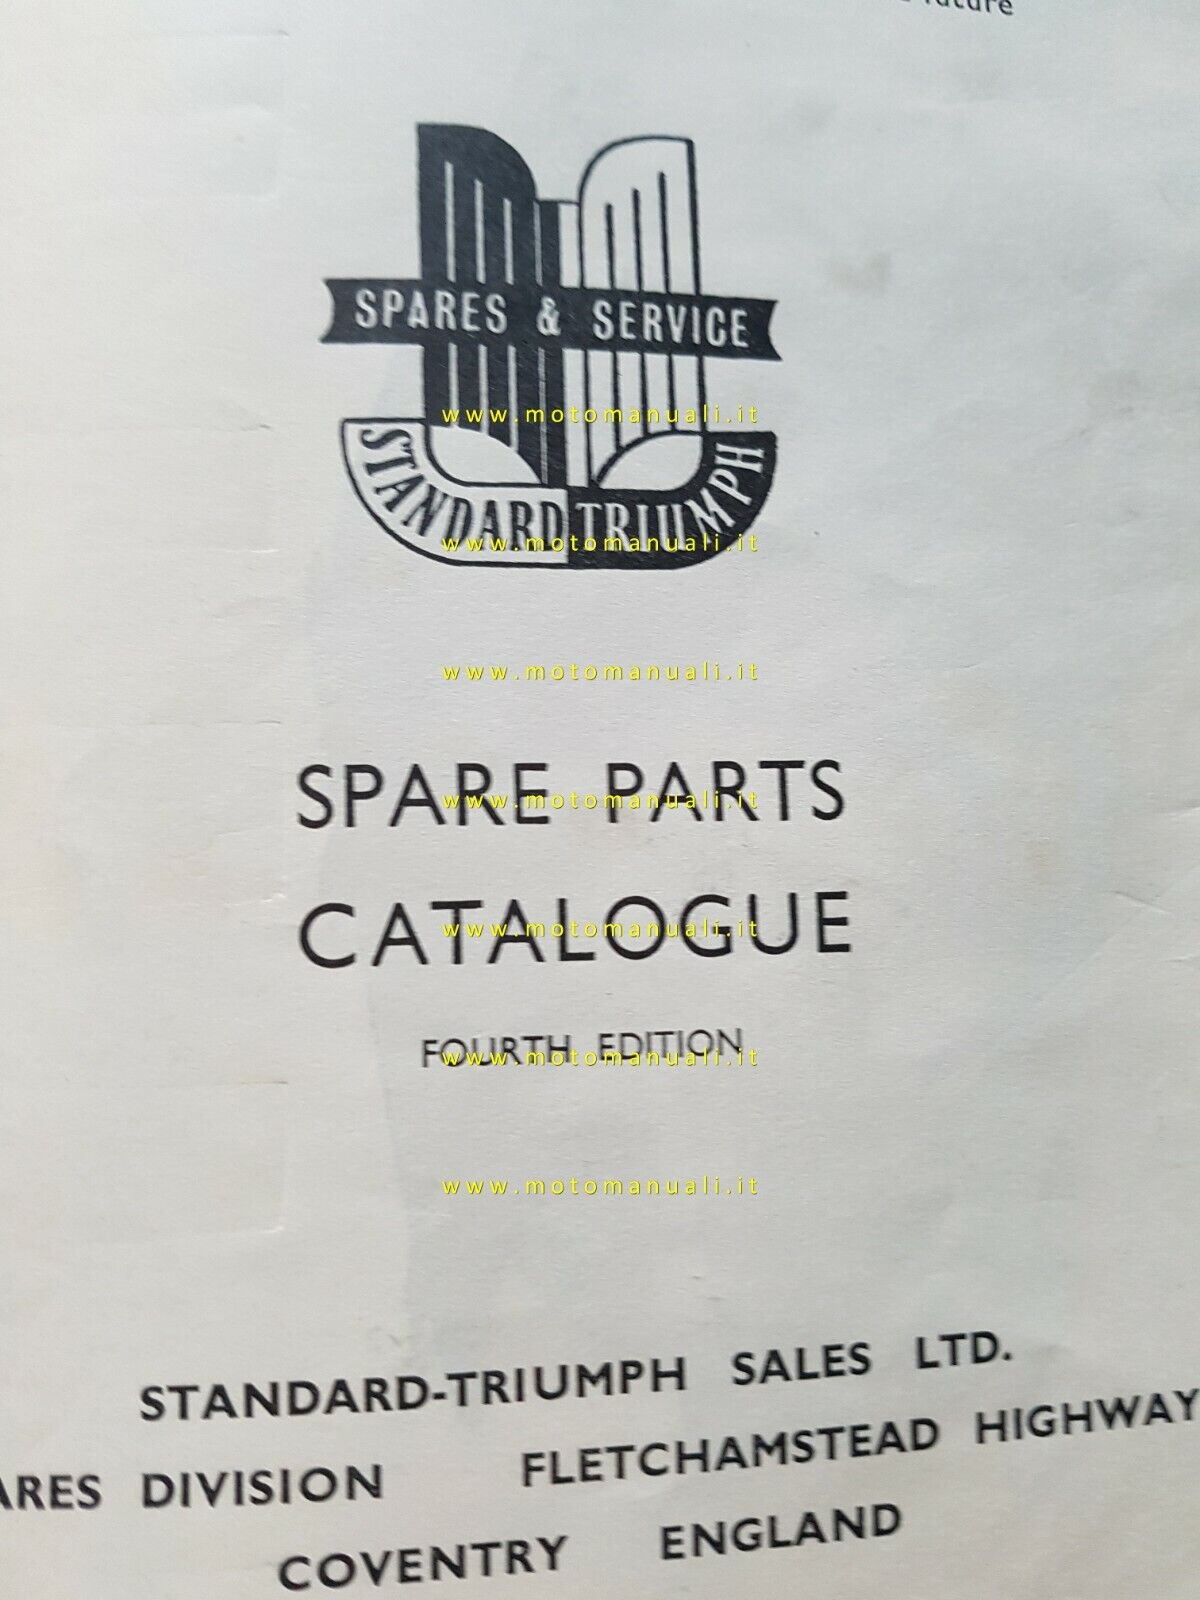 future
SPARES & SERVICE
STANDARD TRIUMPH
www.motomanuali.it
www.motomanuali.it
www.motomanuali.it
SPARE PARTS
www.motomanuali.it
CATALOGUE
www.motomanuali.it
FOURTH EDITION
www.motomanuali.it
www.motomanuali.it
STANDARD-TRIUMPH SALES LTD.
ARES DIVISION FLETCHAMSTEAD HIGHWAY
COVENTRY ENGLAND